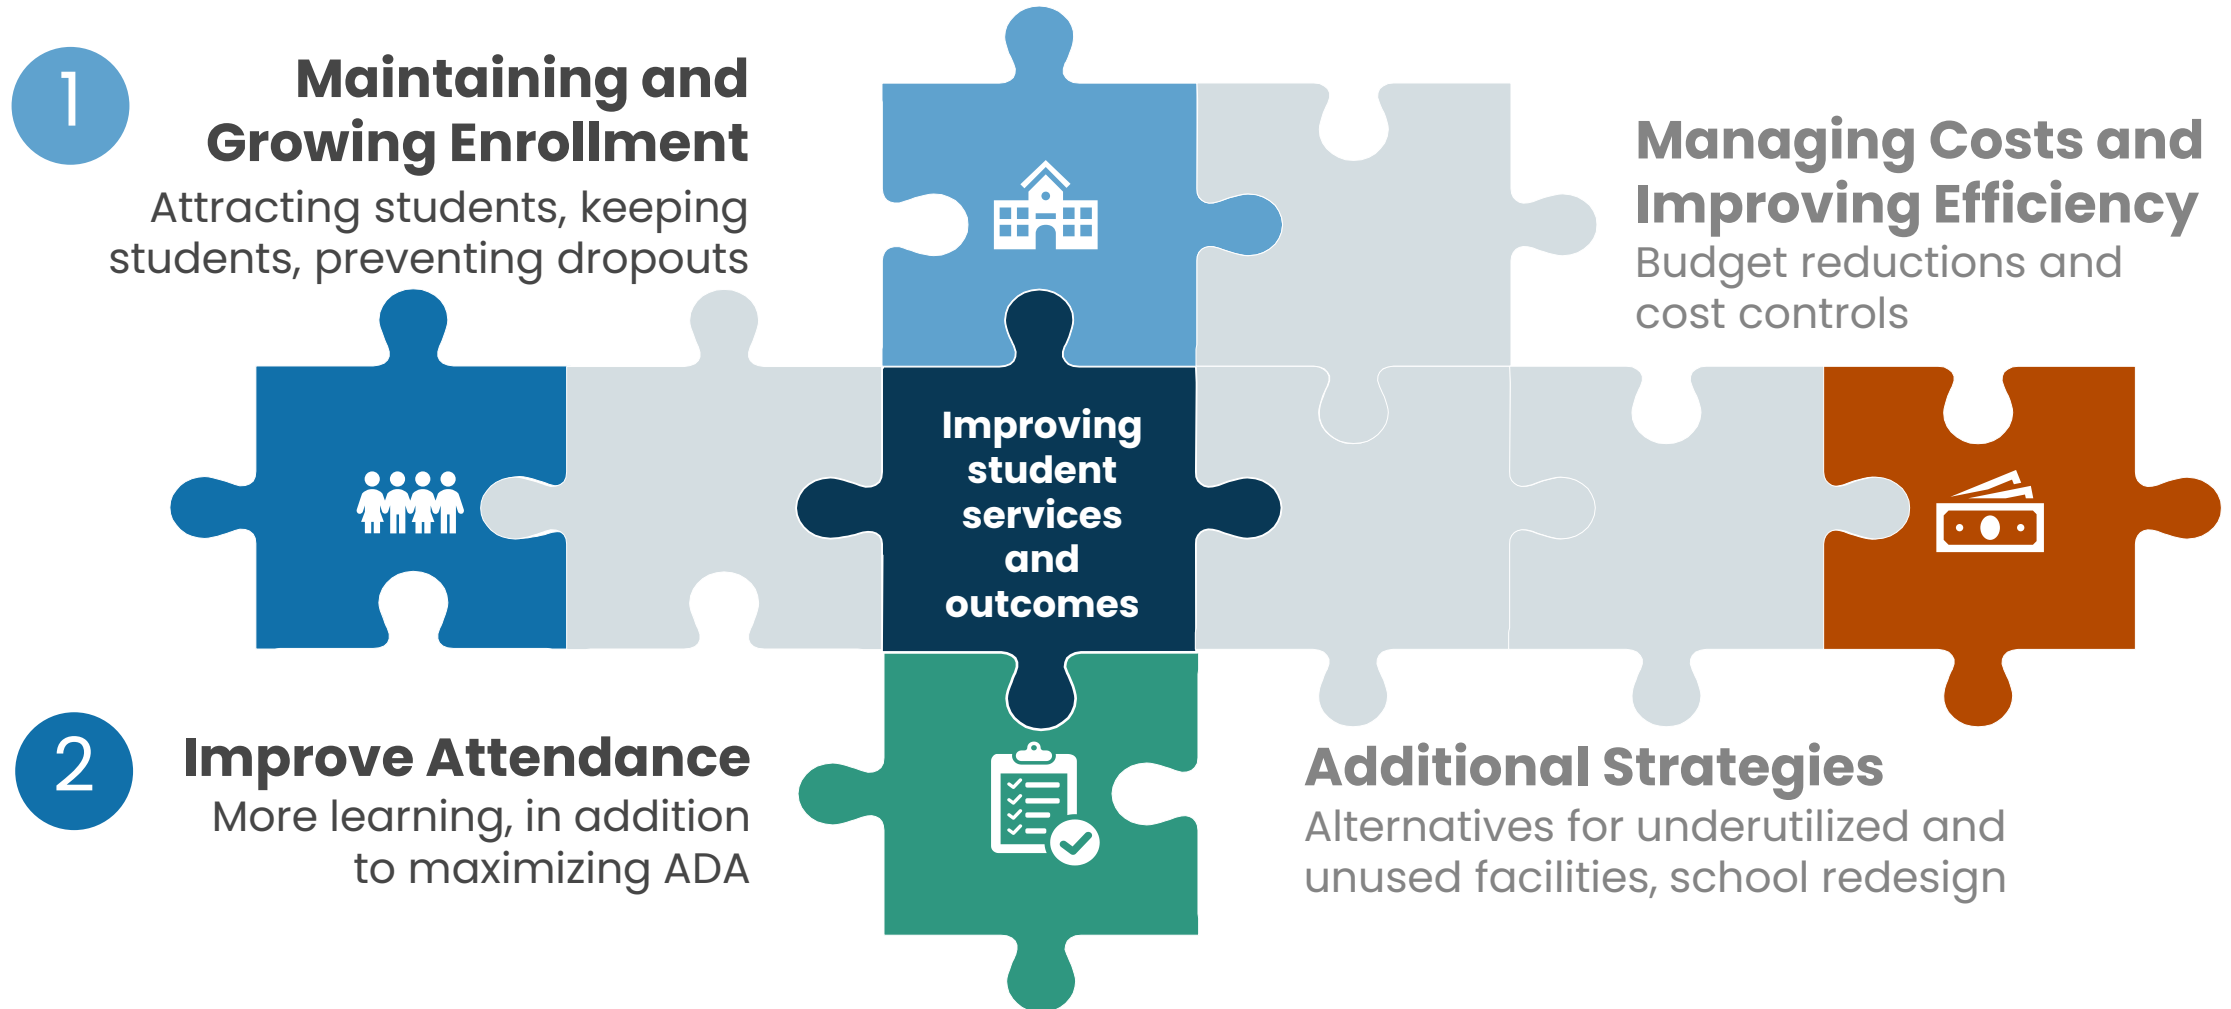 1
Maintaining and
Growing Enrollment
Attracting students, keeping
students, preventing dropouts
Managing Costs and
Improving Efficiency
Budget reductions and
cost controls
Improving
student
services
and
outcomes
2
Improve Attendance
More learning, in addition
to maximizing ADA
Additional Strategies
Alternatives for underutilized and
unused facilities, school redesign